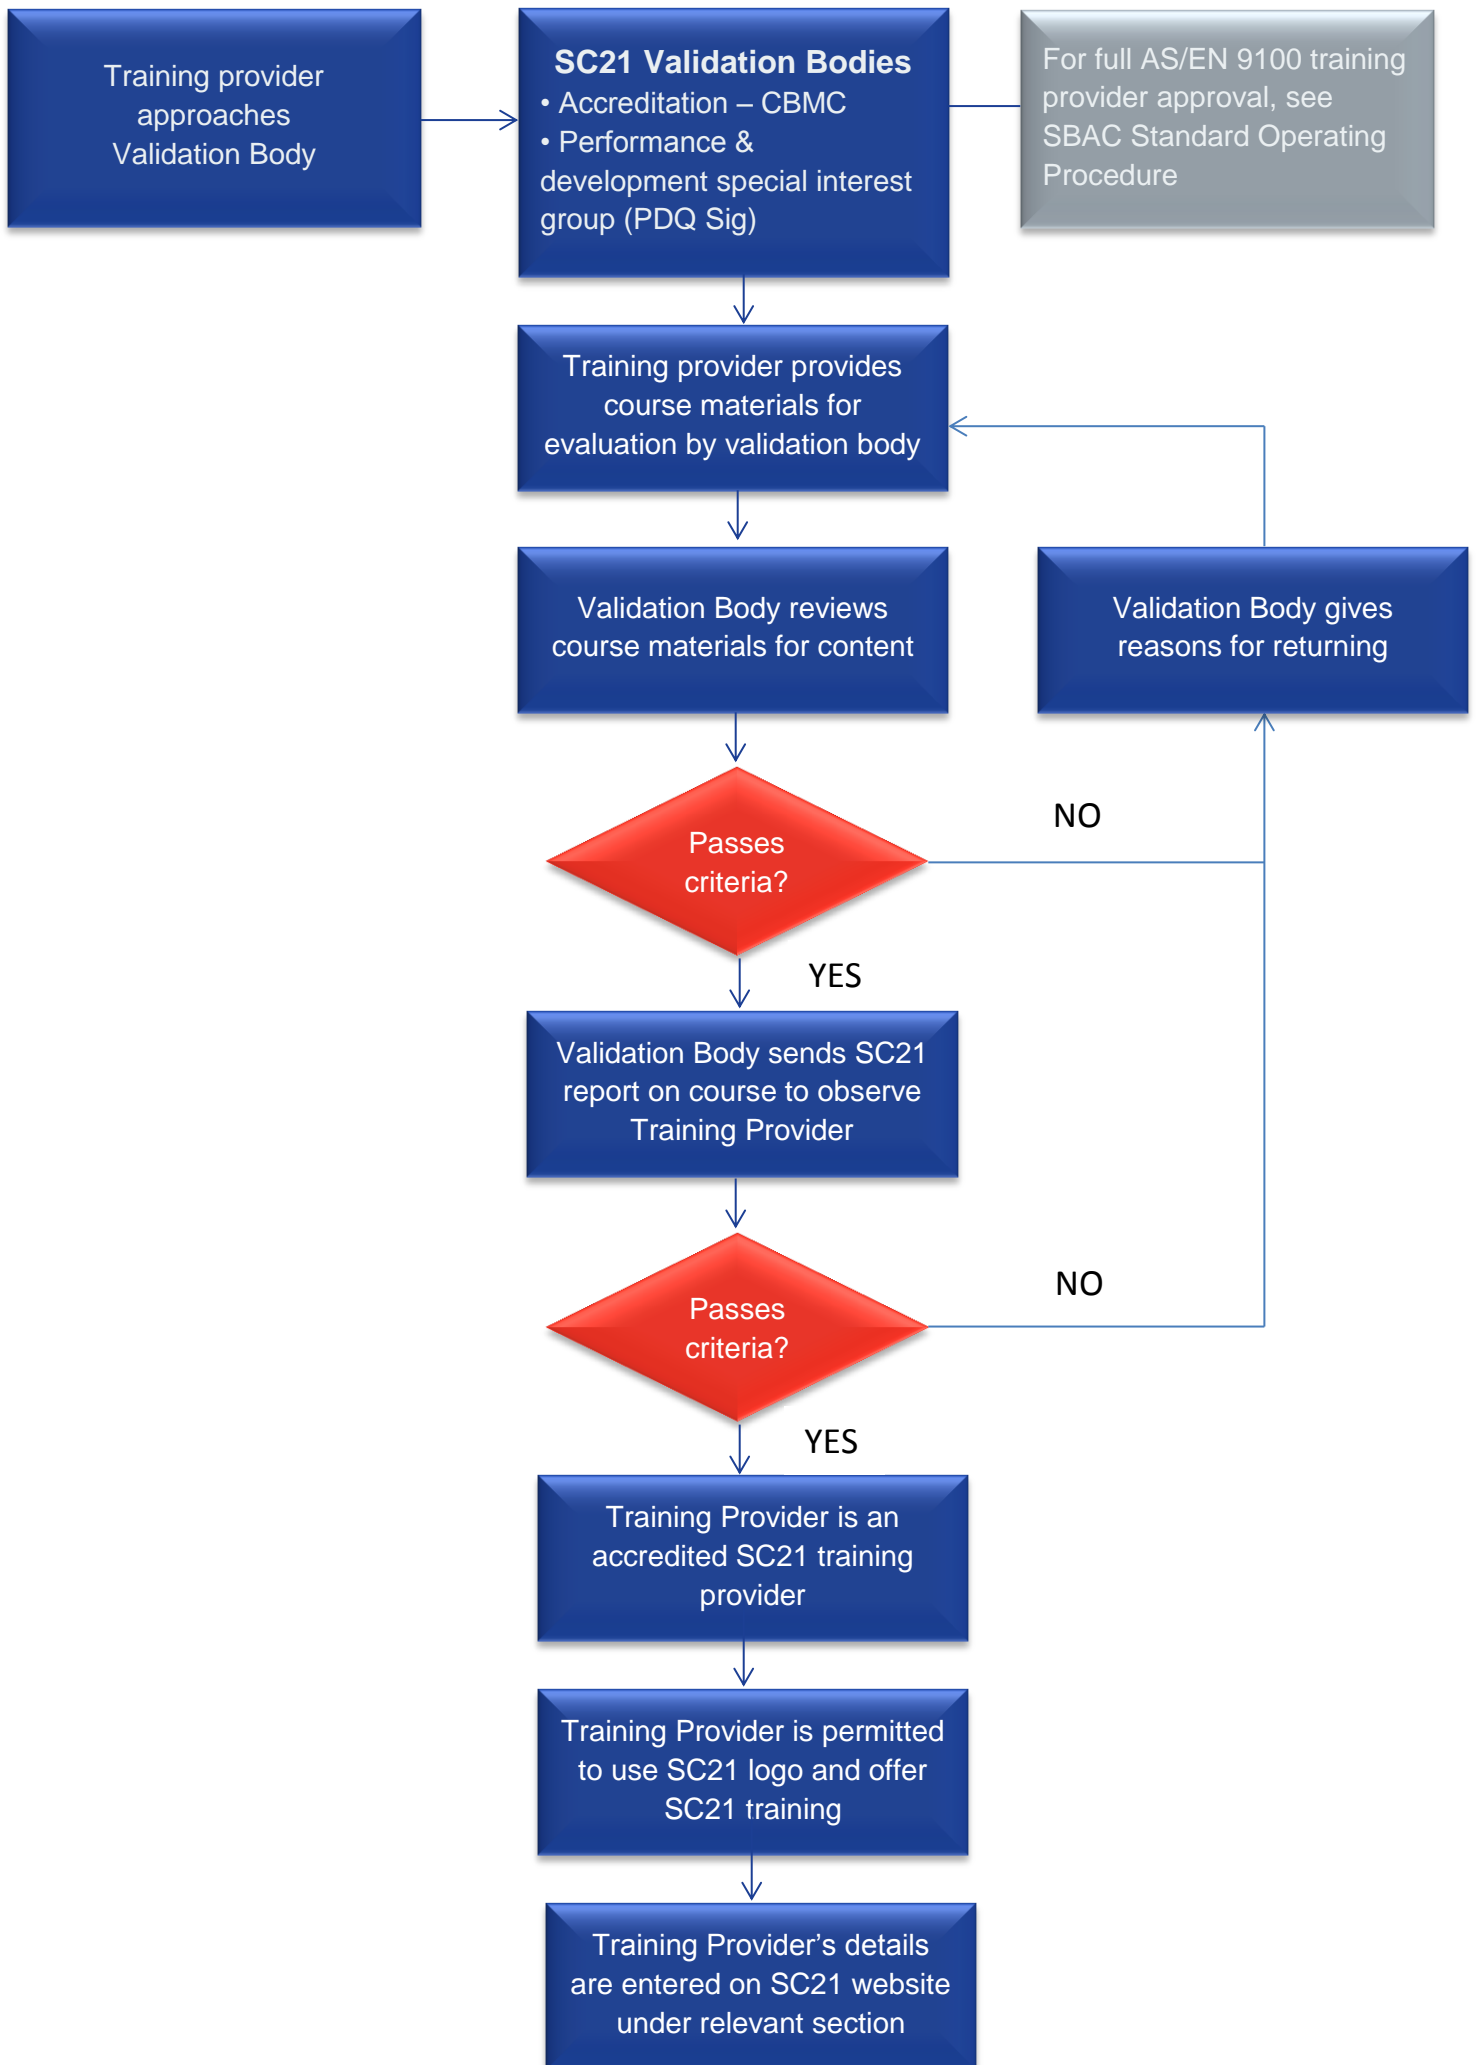 Training provider
approaches
Validation Body
SC21 Validation Bodies
• Accreditation – CBMC
• Performance &
development special interest
group (PDQ Sig)
For full AS/EN 9100 training
provider approval, see
SBAC Standard Operating
Procedure
Training provider provides
course materials for
evaluation by validation body
Validation Body reviews
course materials for content
Validation Body gives
reasons for returning
Passes
criteria?
NO
YES
Validation Body sends SC21
report on course to observe
Training Provider
Passes
criteria?
NO
YES
Training Provider is an
accredited SC21 training
provider
Training Provider is permitted
to use SC21 logo and offer
SC21 training
Training Provider’s details
are entered on SC21 website
under relevant section